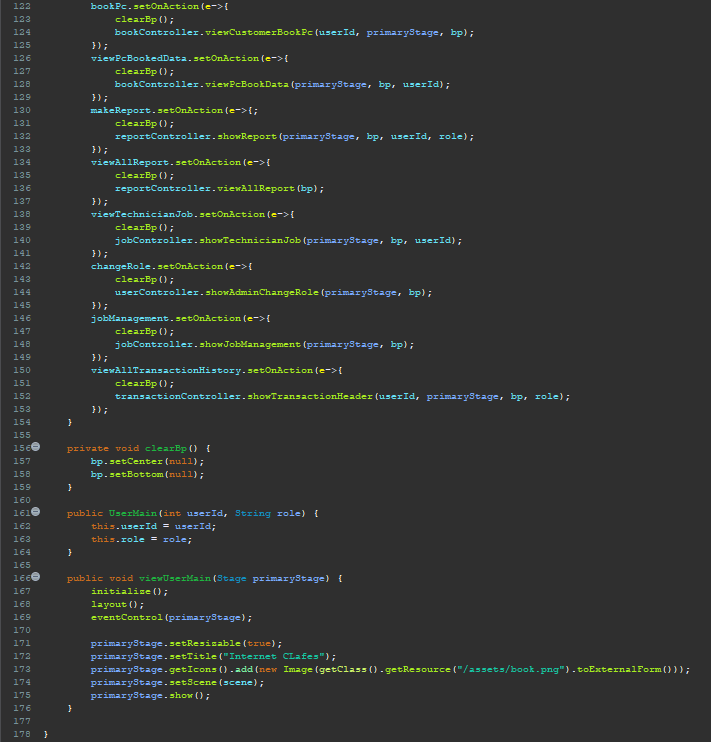 122         bookPc.setOnAction(e->{
123             clearBp();
124             bookController.viewCustomerBookPc(userId, primaryStage, bp);
125         });
126         viewPcBookedData.setOnAction(e->{
127             clearBp();
128             bookController.viewPcBookData(primaryStage, bp, userId);
129         });
130         makeReport.setOnAction(e->{;
131             clearBp();
132             reportController.showReport(primaryStage, bp, userId, role);
133         });
134         viewAllReport.setOnAction(e->{
135             clearBp();
136             reportController.viewAllReport(bp);
137         });
138         viewTechnicianJob.setOnAction(e->{
139             clearBp();
140             jobController.showTechnicianJob(primaryStage, bp, userId);
141         });
142         changeRole.setOnAction(e->{
143             clearBp();
144             userController.showAdminChangeRole(primaryStage, bp);
145         });
146         jobManagement.setOnAction(e->{
147             clearBp();
148             jobController.showJobManagement(primaryStage, bp);
149         });
150         viewAllTransactionHistory.setOnAction(e->{
151             clearBp();
152             transactionController.showTransactionHeader(userId, primaryStage, bp, role);
153         });
154     }
155
156     private void clearBp() {
157         bp.setCenter(null);
158         bp.setBottom(null);
159     }
160
161     public UserMain(int userId, String role) {
162         this.userId = userId;
163         this.role = role;
164     }
165
166     public void viewUserMain(Stage primaryStage) {
167         initialize();
168         layout();
169         eventControl(primaryStage);
170
171         primaryStage.setResizable(true);
172         primaryStage.setTitle("Internet CLafes");
173         primaryStage.getIcons().add(new Image(getClass().getResource("/assets/book.png").toExternalForm()));
174         primaryStage.setScene(scene);
175         primaryStage.show();
176     }
177
178 }